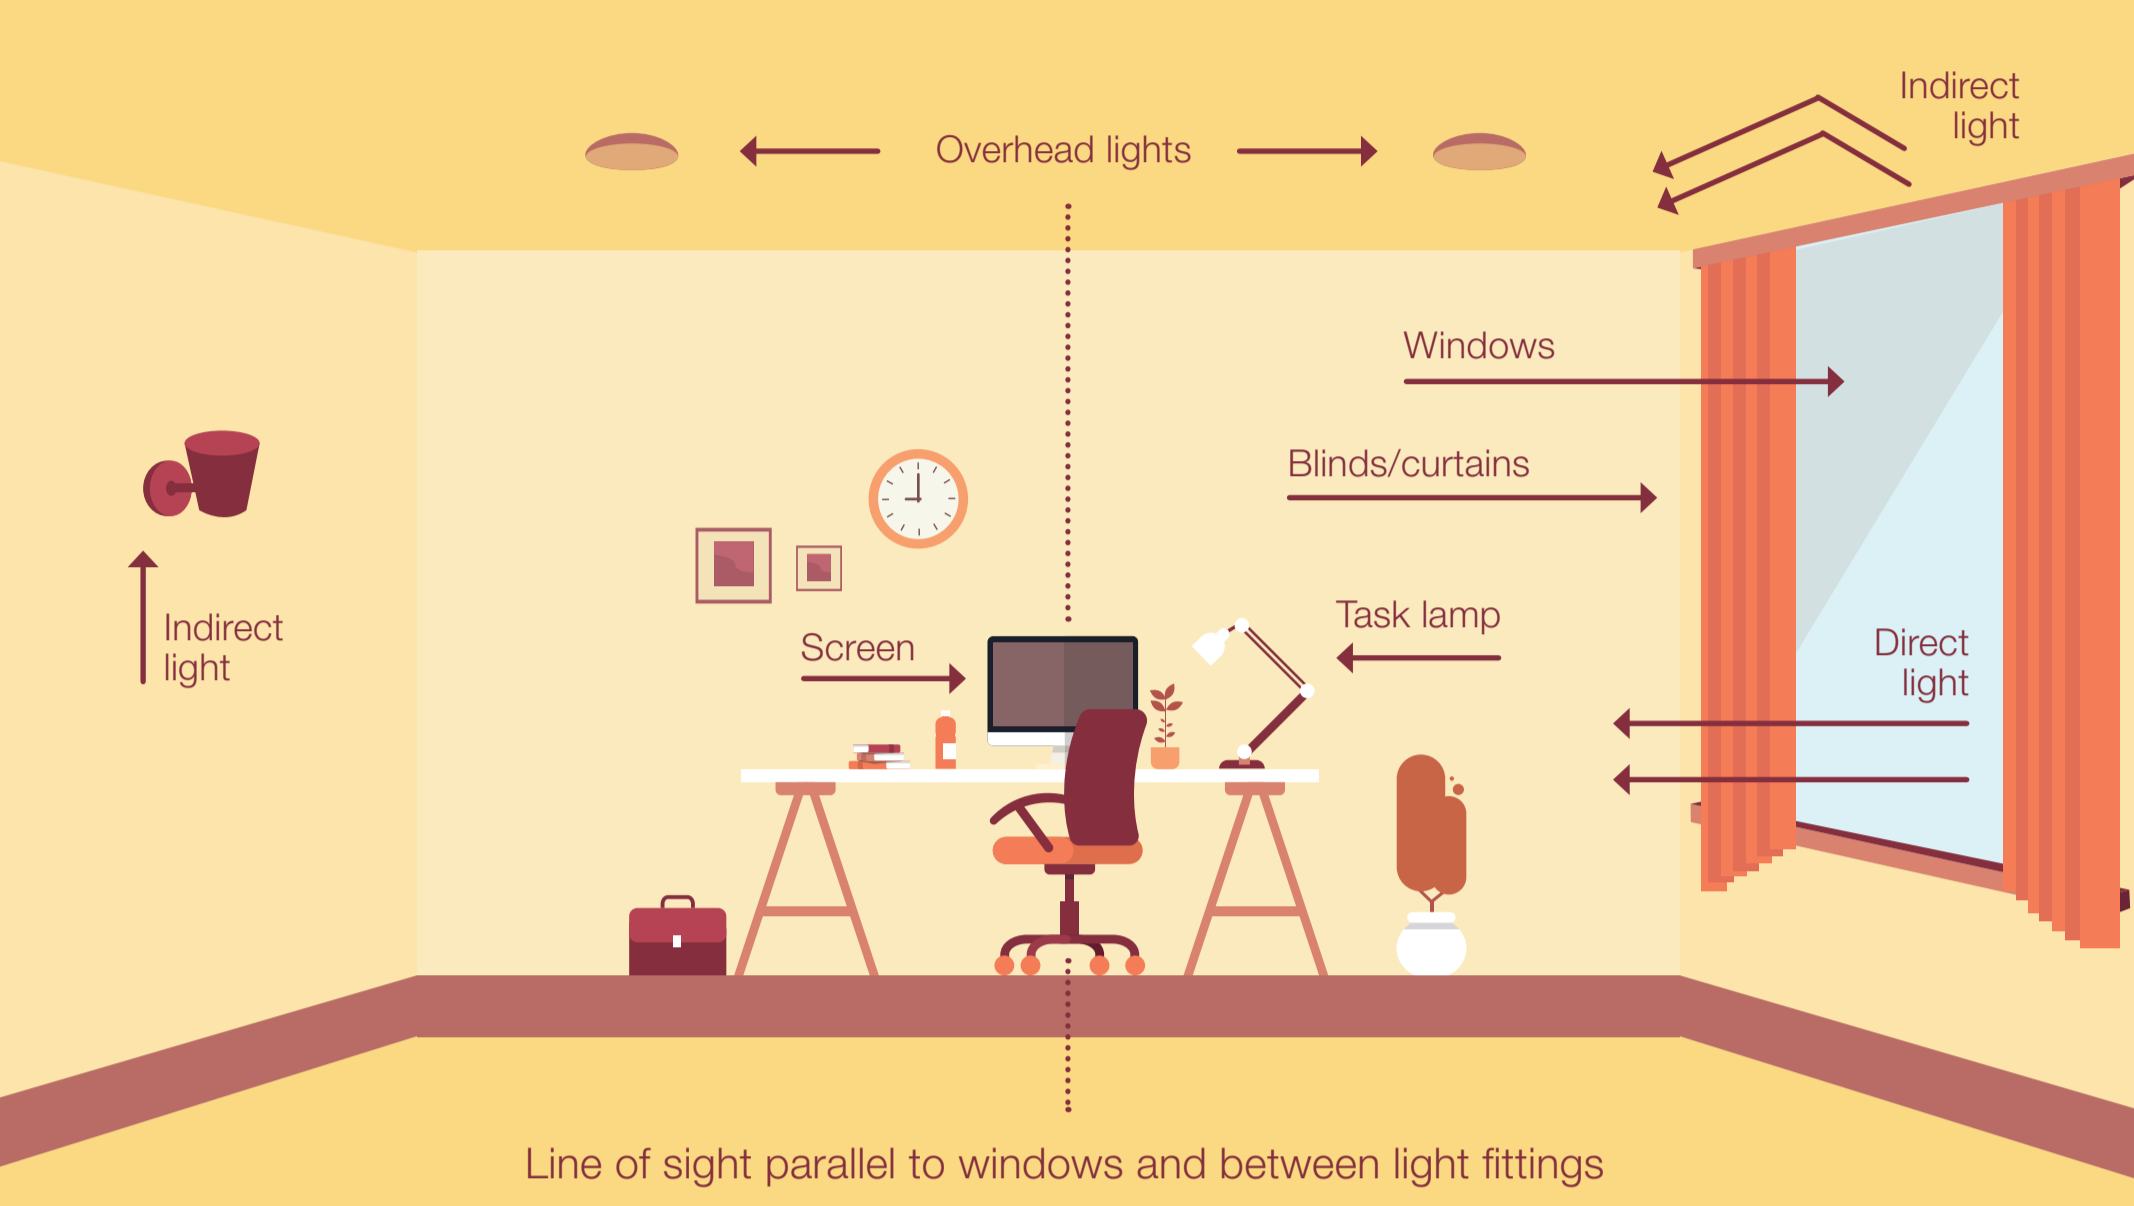 Indirect
light
Overhead lights
Windows
Blinds/curtains
Task lamp
Screen
Indirect
light
Direct
light
Line of sight parallel to windows and between light fittings